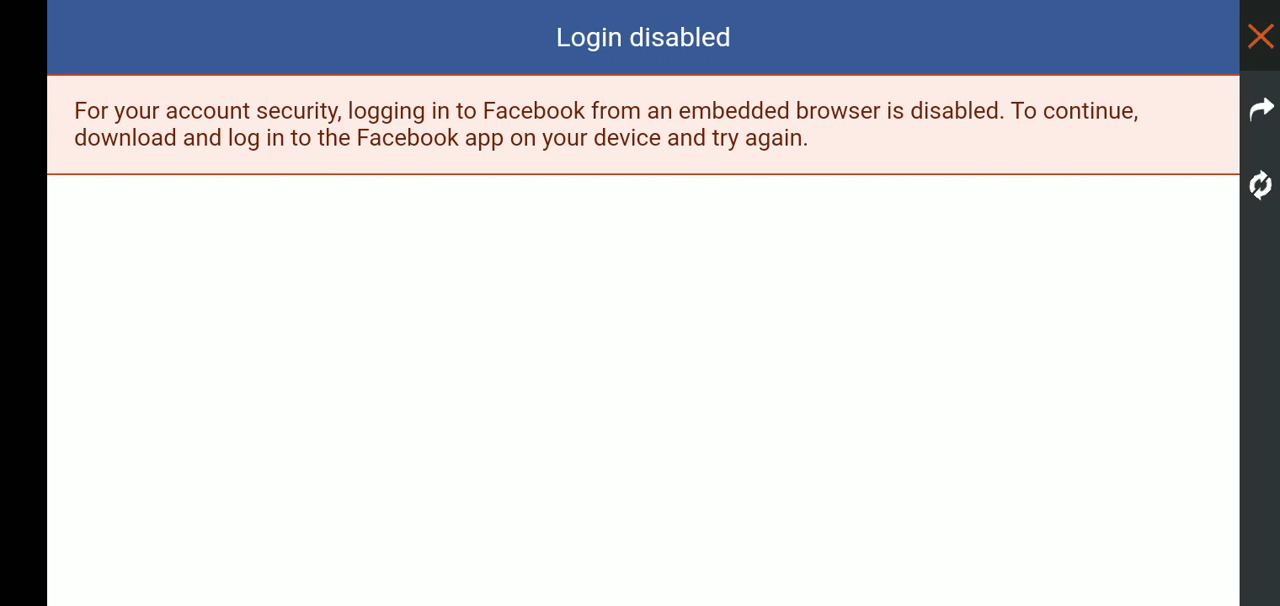 Login disabled
For your account security, logging in to Facebook from an embedded browser is disabled. To continue,
download and log in to the Facebook app on your device and try again.